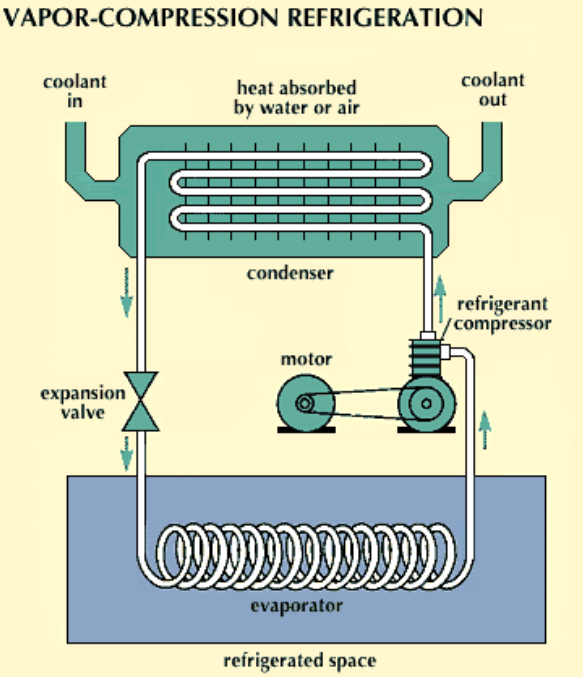 VAPOR-COMPRESSION REFRIGERATION
coolant
in
heat absorbed
by water or air
coolant
out
condenser
refrigerant
compressor
motor
expansion
valve
evaporator
refrigerated space